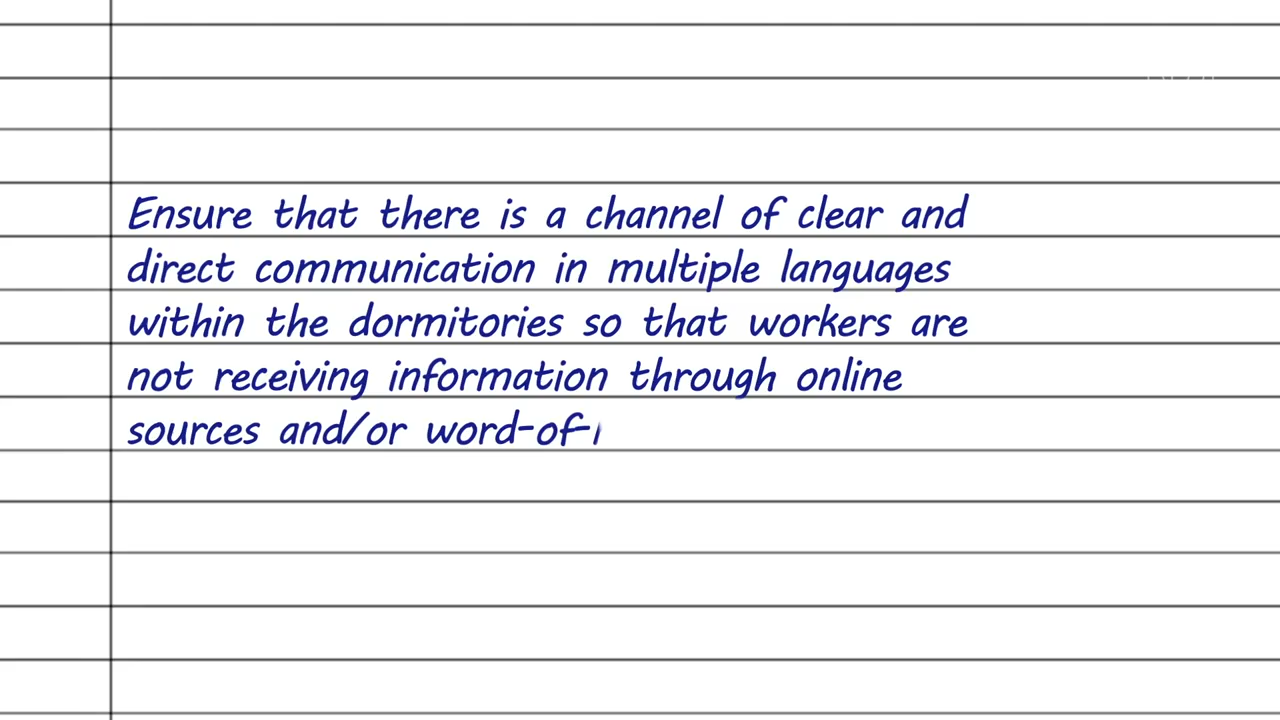 Ensure that there is a channel of clear and
direct communication in multiple languages
within the dormitories so that workers are
not receiving information through online
sources and/or word-of-